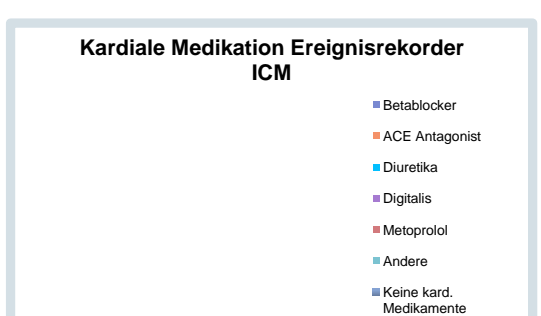 Kardiale Medikation Ereignisrekorder
ICM
Betablocker
ACE Antagonist
Diuretika
Digitalis
Metoprolol
Andere
Keine kard.
Medikamente